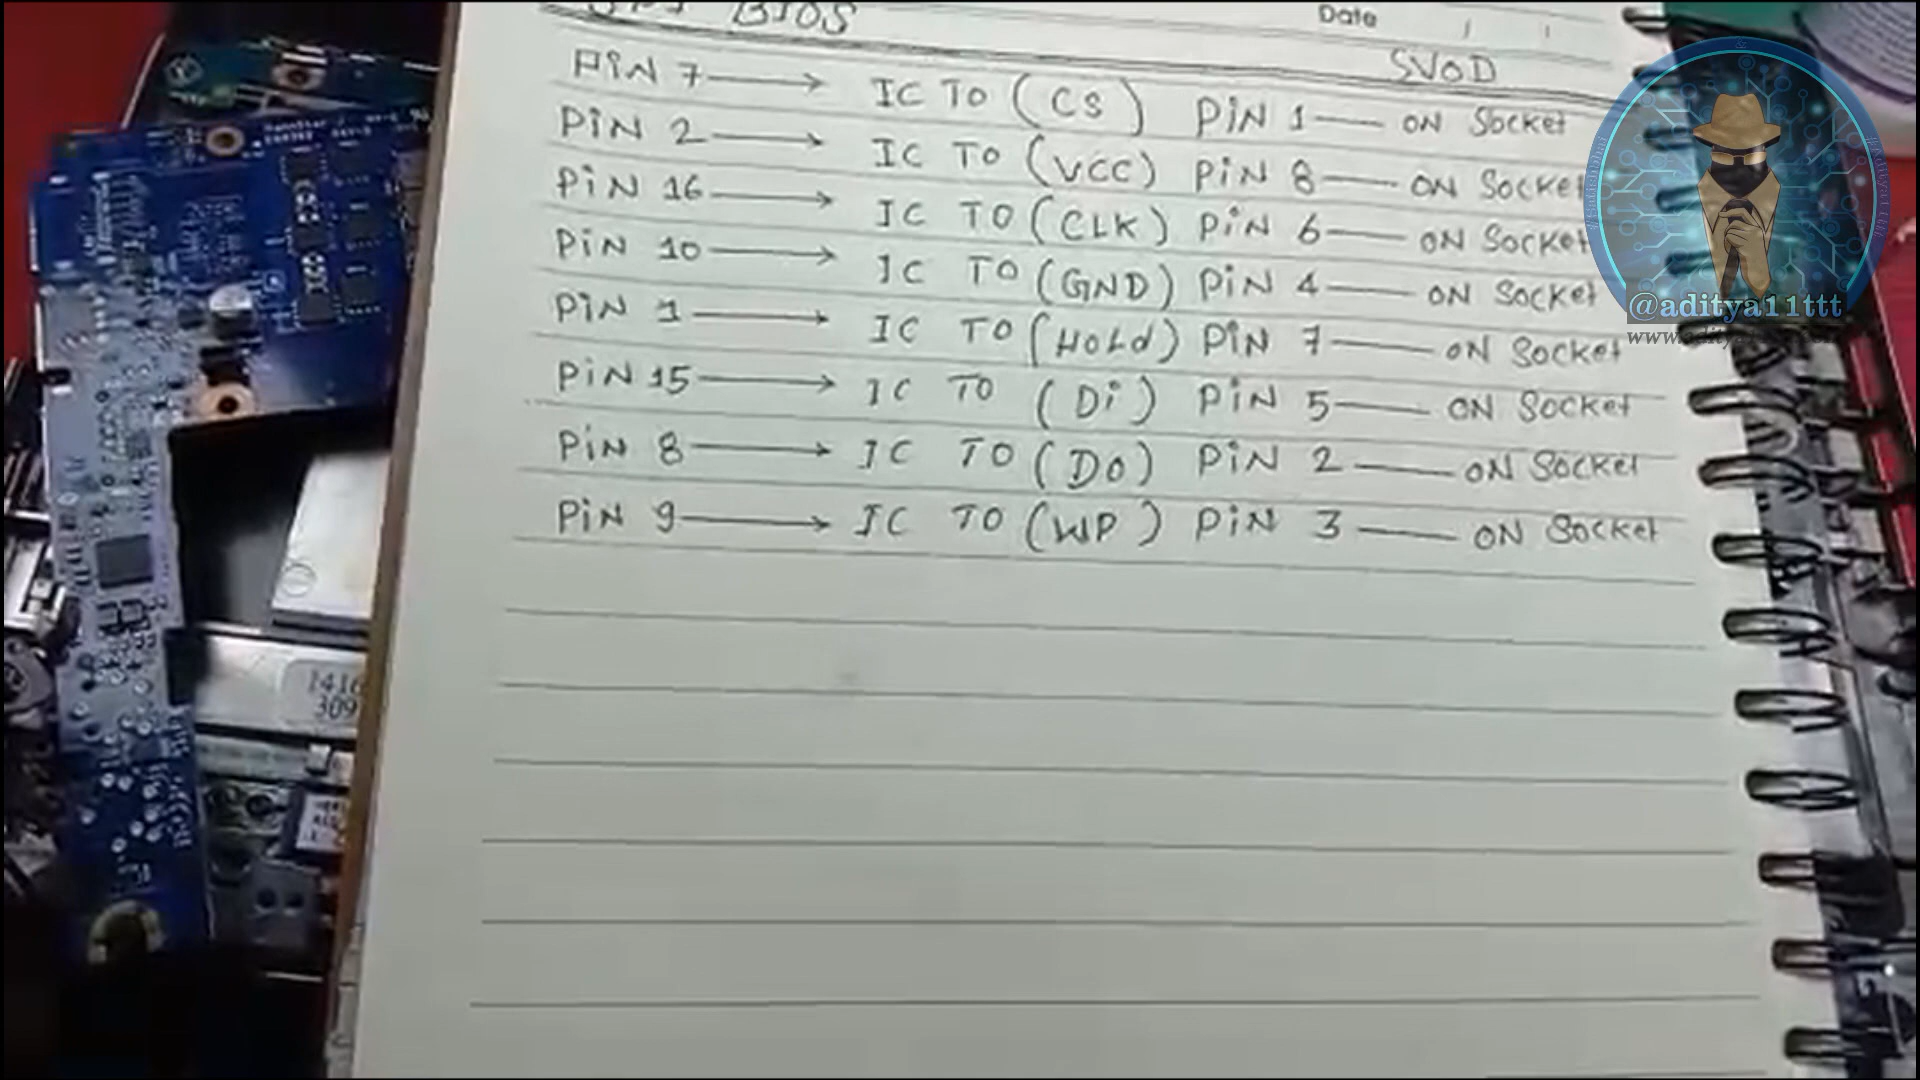 SPI BIOS
Date / /
SVOD
PiN 7 → IC TO (CS) PiN 1 — ON Socket
PiN 2 → IC TO (VCC) PiN 8 — ON Socket
PiN 16 → IC TO (CLK) PiN 6 — ON Socket
PiN 10 → IC TO (GND) PiN 4 — ON Socket
PiN 1 → IC TO (HOLd) PiN 7 — ON Socket
PiN 15 → IC TO (Di) PiN 5 — ON Socket
PiN 8 → IC TO (DO) PiN 2 — ON Socket
PiN 9 → IC TO (WP) PiN 3 — ON Socket
@aditya11ttt
1416
309